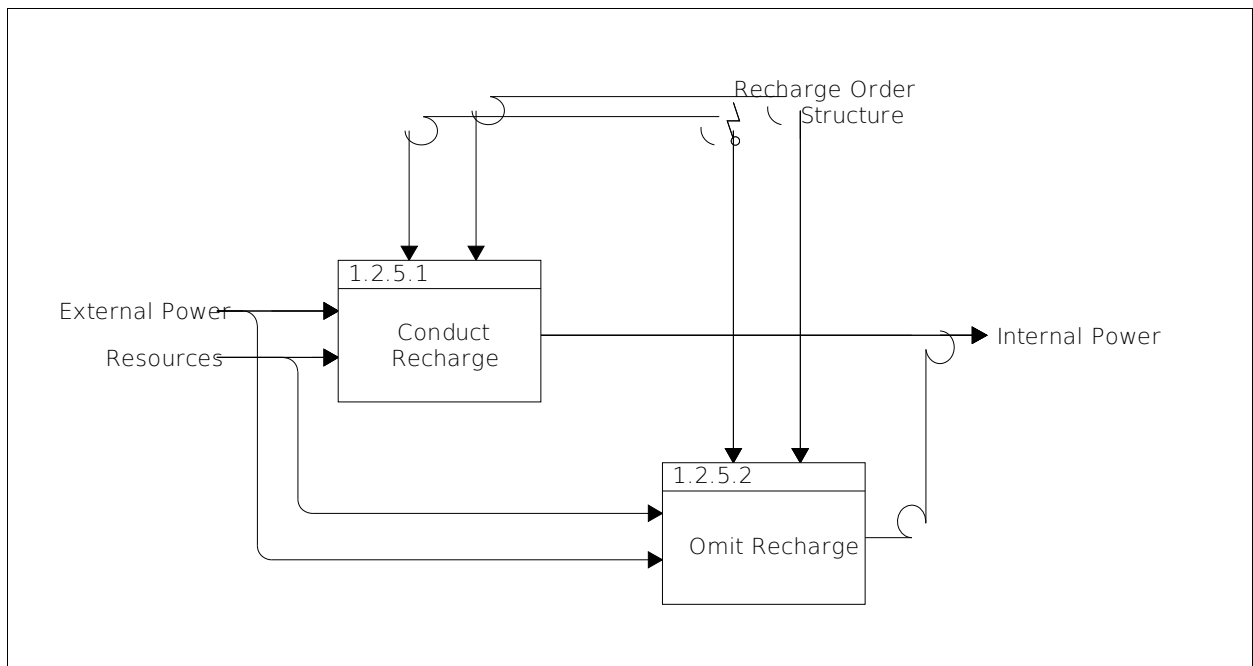 Recharge Order
Structure
1.2.5.1
External Power
Conduct
Recharge
Internal Power
Resources
1.2.5.2
Omit Recharge